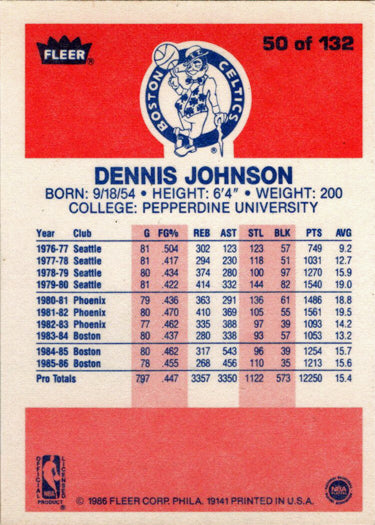 FLEER®
50 of 132
BOSTON CELTICS
DENNIS JOHNSON
BORN: 9/18/54 • HEIGHT: 6'4" • WEIGHT: 200
COLLEGE: PEPPERDINE UNIVERSITY
Year Club G FG% REB AST STL BLK PTS AVG
1976-77 Seattle 81 .504 302 123 123 57 749 9.2
1977-78 Seattle 81 .417 294 230 118 51 1031 12.7
1978-79 Seattle 80 .434 374 280 100 97 1270 15.9
1979-80 Seattle 81 .422 414 332 144 82 1540 19.0
1980-81 Phoenix 79 .436 363 291 136 61 1486 18.8
1981-82 Phoenix 80 .470 410 369 105 55 1561 19.5
1982-83 Phoenix 77 .462 335 388 97 39 1093 14.2
1983-84 Boston 80 .437 280 338 93 57 1053 13.2
1984-85 Boston 80 .462 317 543 96 39 1254 15.7
1985-86 Boston 78 .455 268 456 110 35 1213 15.6
Pro Totals 797 .447 3357 3350 1122 573 12250 15.4
OFFICIAL LICENSED
NBA
PRODUCT
NBA
© 1986 FLEER CORP. PHILA. 19141 PRINTED IN U.S.A.